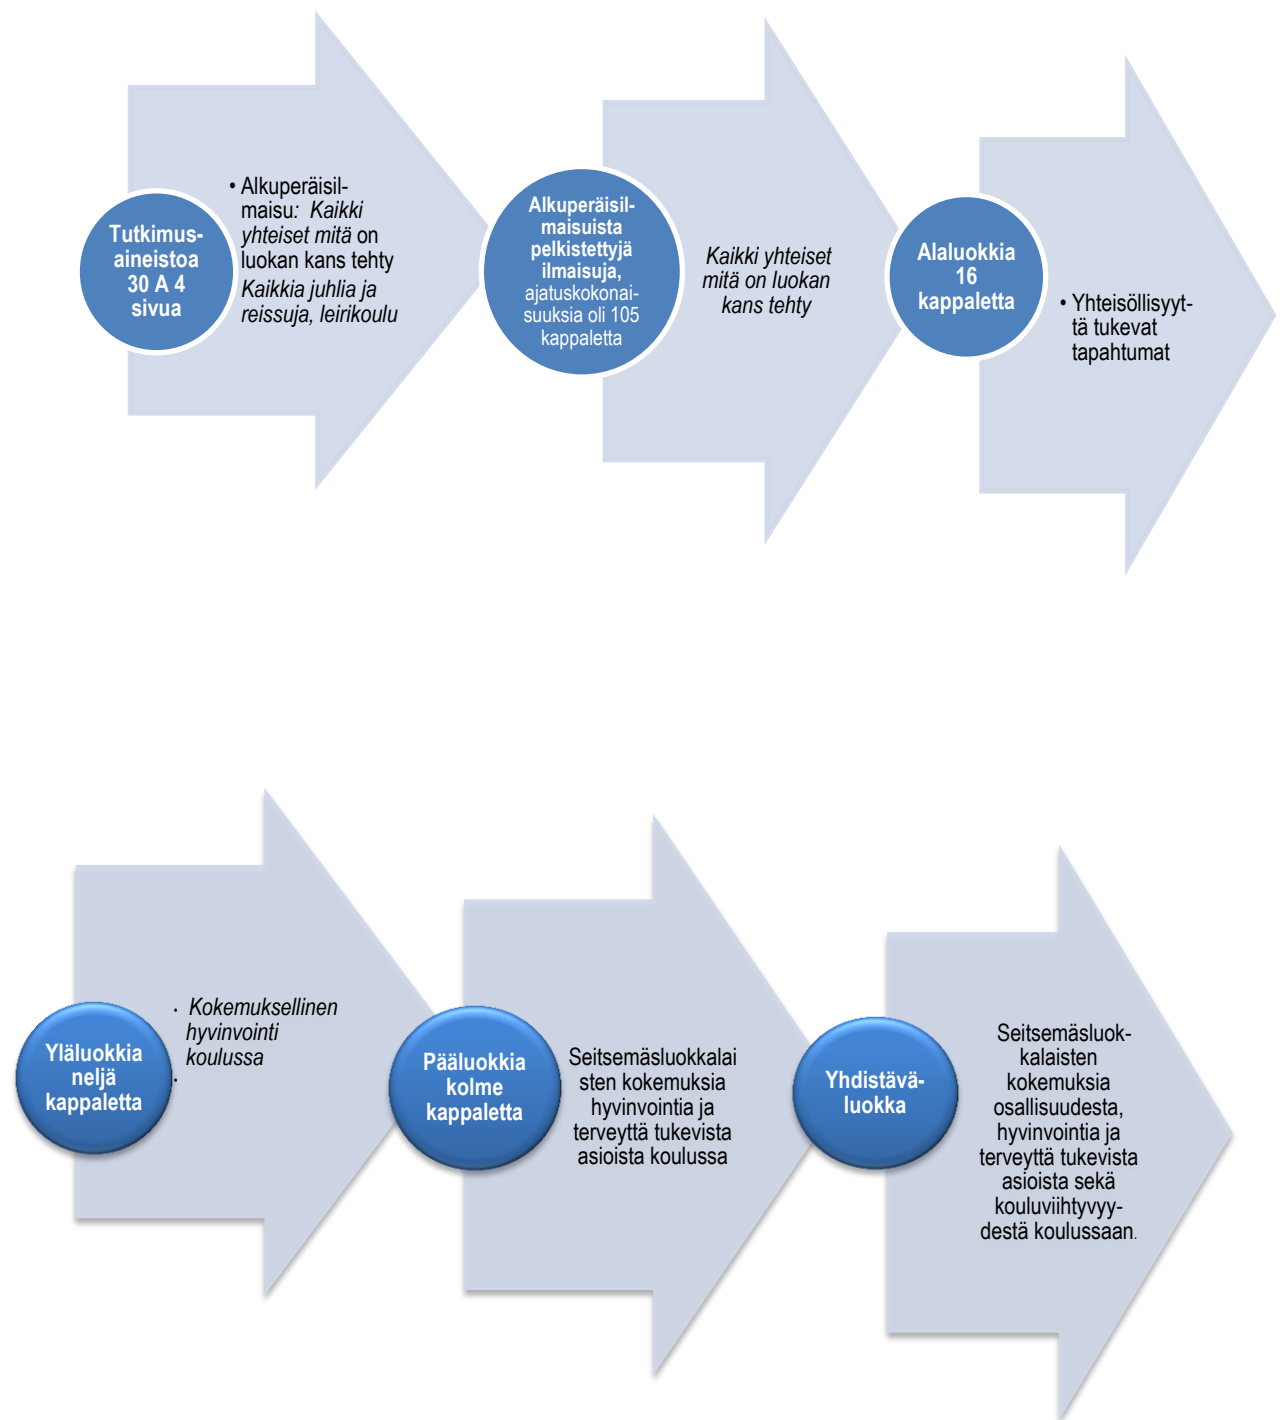 Tutkimus-
aineistoa
30 A 4
sivua
• Alkuperäisil-
maisu: Kaikki
yhteiset mitä on
luokan kans tehty
Kaikkia juhlia ja
reissuja, leirikoulu
Alkuperäisil-
maisuista
pelkistettyjä
ilmaisuja,
ajatuskokonai-
suuksia oli 105
kappaletta
Kaikki yhteiset
mitä on luokan
kans tehty
Alaluokkia
16
kappaletta
• Yhteisöllisyyt-
tä tukevat
tapahtumat
Yläluokkia
neljä
kappaletta
• Kokemuksellinen
hyvinvointi
koulussa
•
Pääluokkia
kolme
kappaletta
Seitsemäsluokkalai
sten kokemuksia
hyvinvointia ja
terveyttä tukevista
asioista koulussa
Yhdistävä-
luokka
Seitsemäsluok-
kalaisten
kokemuksia
osallisuudesta,
hyvinvointia ja
terveyttä tukevista
asioista sekä
kouluviihtyvyy-
destä koulussaan.